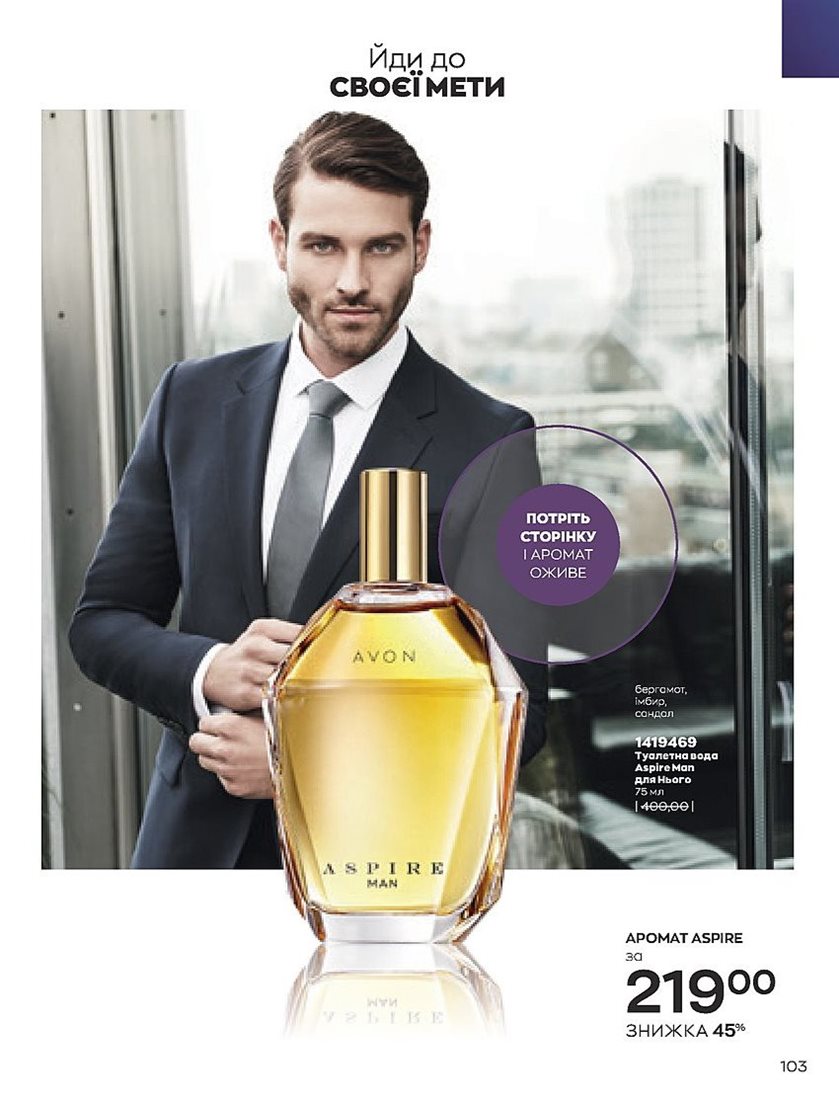 Йди до
СВОЄЇ МЕТИ
ПОТРІТЬ
СТОРІНКУ
І АРОМАТ
ОЖИВЕ
AVON
ASPIRE
MAN
бергамот,
імбир,
сандал
1419469
Туалетна вода
Aspire Man
для Нього
75 мл
| 400,00 |
АРОМАТ ASPIRE
за
219⁰⁰
ЗНИЖКА 45%
103